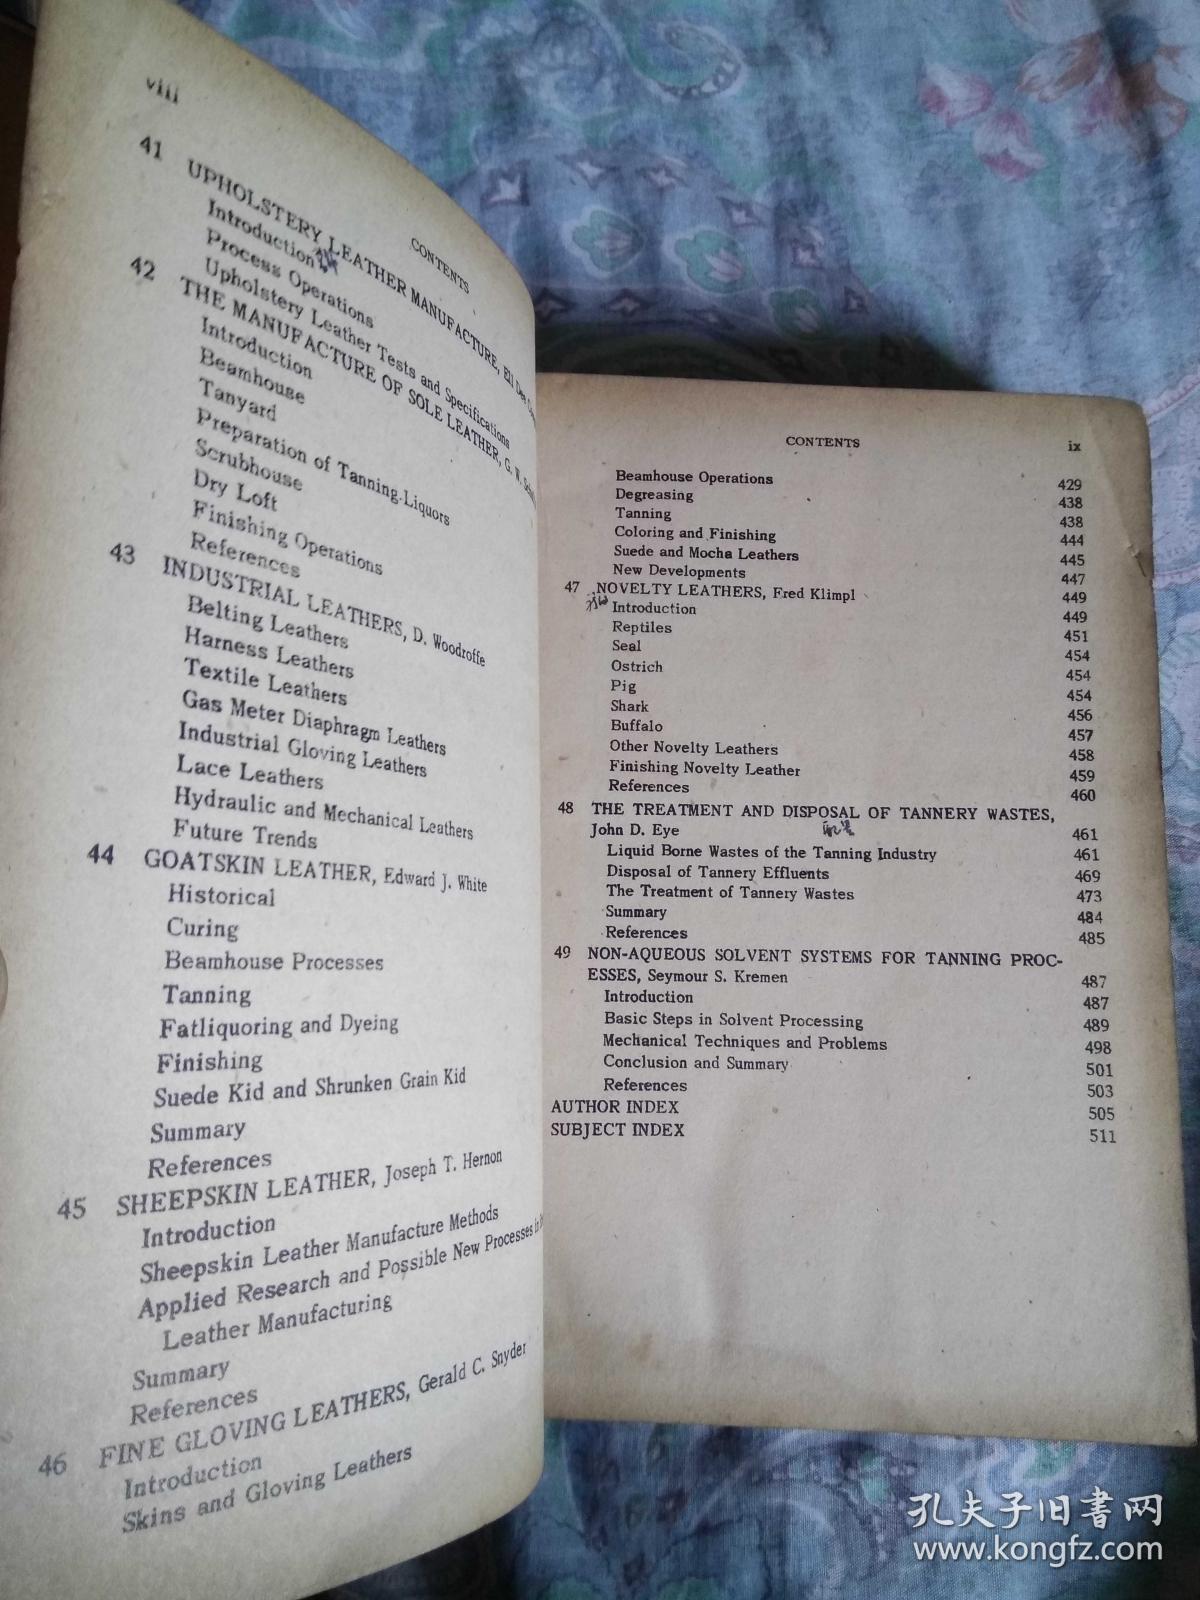 viii
CONTENTS
41 UPHOLSTERY LEATHER MANUFACTURE,
Introduction
Process Operations
Upholstery Leather Tests and Specifications
42 THE MANUFACTURE OF SOLE LEATHER, G. W.
Introduction
Beamhouse
Tanyard
Preparation of Tanning Liquors
Scrubhouse
Dry Loft
Finishing Operations
References
43 INDUSTRIAL LEATHERS, D. Woodroffe
Belting Leathers
Harness Leathers
Textile Leathers
Gas Meter Diaphragm Leathers
Industrial Gloving Leathers
Lace Leathers
Hydraulic and Mechanical Leathers
Future Trends
44 GOATSKIN LEATHER, Edward J. White
Historical
Curing
Beamhouse Processes
Tanning
Fatliquoring and Dyeing
Finishing
Suede Kid and Shrunken Grain Kid
Summary
References
45 SHEEPSKIN LEATHER, Joseph T. Hernon
Introduction
Sheepskin Leather Manufacture Methods
Applied Research and Possible New Processes in
Leather Manufacturing
Summary
References
46 FINE GLOVING LEATHERS, Gerald C. Snyder
Introduction
Skins and Gloving Leathers
CONTENTS ix
Beamhouse Operations 429
Degreasing 438
Tanning 438
Coloring and Finishing 444
Suede and Mocha Leathers 445
New Developments 447
47 NOVELTY LEATHERS, Fred Klimpl 449
Introduction 449
Reptiles 451
Seal 454
Ostrich 454
Pig 454
Shark 456
Buffalo 457
Other Novelty Leathers 458
Finishing Novelty Leather 459
References 460
48 THE TREATMENT AND DISPOSAL OF TANNERY WASTES,
John D. Eye 461
Liquid Borne Wastes of the Tanning Industry 461
Disposal of Tannery Effluents 469
The Treatment of Tannery Wastes 473
Summary 484
References 485
49 NON-AQUEOUS SOLVENT SYSTEMS FOR TANNING PROC-
ESSES, Seymour S. Kremen 487
Introduction 487
Basic Steps in Solvent Processing 489
Mechanical Techniques and Problems 498
Conclusion and Summary 501
References 503
AUTHOR INDEX 505
SUBJECT INDEX 511
孔夫子旧书网
www.kongfz.com